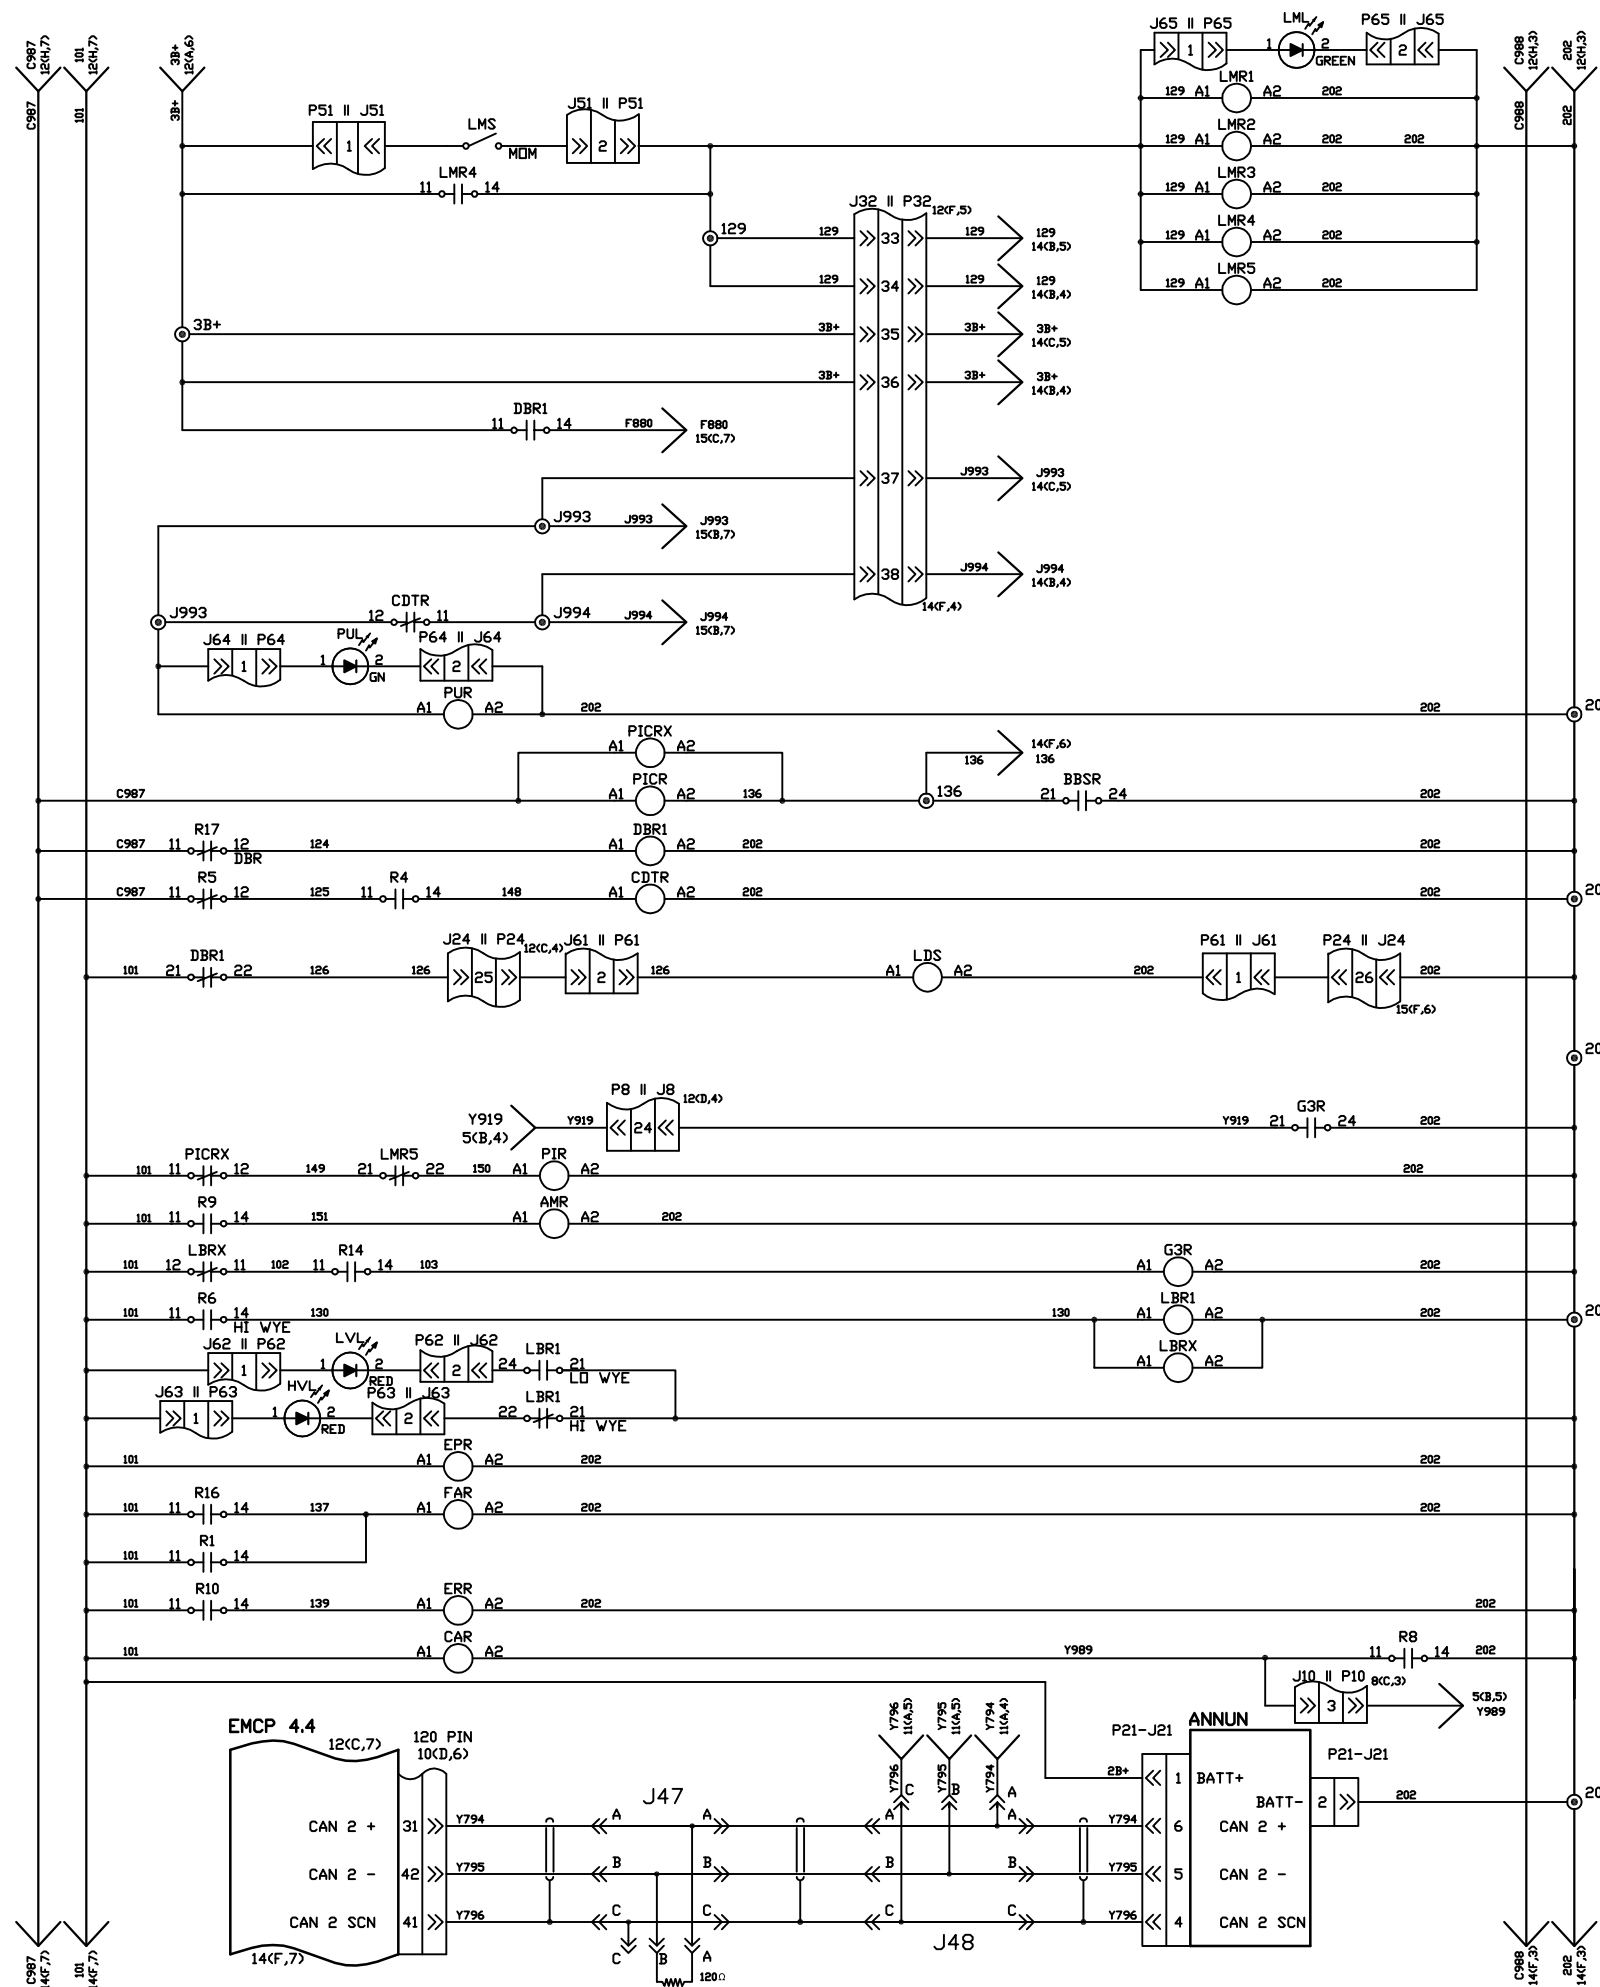 C987 12(H,7) 101 12(H,7) 3B+ 12(A,6) J65 || P65 LML P65 || J65 C988 12(H,3) 202 12(H,3)
1 1 2 GREEN 2
C987 101 3B+ C988 202
P51 || J51 LMS J51 || P51
1 MOM 2
LMR1
129 A1 A2 202
LMR2
129 A1 A2 202 202
LMR4
11 14
LMR3
129 A1 A2 202
LMR4
129 A1 A2 202
LMR5
129 A1 A2 202
J32 || P32 12(F,5)
129 129 33 129 129
14(B,5)
129 34 129 129
14(B,4)
3B+ 3B+ 35 3B+ 3B+
14(C,5)
3B+ 36 3B+ 3B+
14(B,4)
DBR1
11 14 F880 F880
15(C,7)
37 J993 J993
14(C,5)
J993 J993 J993
15(B,7)
38 J994 J994
14(B,4)
14(F,4)
J993 12 CDTR 11 J994 J994 J994
15(B,7)
J64 || P64 PUL P64 || J64
1 1 2 GN 2
PUR
A1 A2 202 202
PICRX
A1 A2
14(F,6)
136 136
PICR
C987 A1 A2 136 136 21 BBSR 24 202
R17 DBR1
C987 11 12 124 A1 A2 202 202
DBR
R5 R4 CDTR
C987 11 12 125 11 14 148 A1 A2 202 202
DBR1 J24 || P24 12(C,4) J61 || P61 LDS P61 || J61 P24 || J24
101 21 22 126 126 25 2 126 A1 A2 202 1 26 202
15(F,6)
P8 || J8 12(D,4)
Y919 Y919 24 Y919 21 G3R 24 202
5(B,4)
PICRX LMR5 PIR
101 11 12 149 21 22 150 A1 A2 202
R9 AMR
101 11 14 151 A1 A2 202
LBRX R14 G3R
101 12 11 102 11 14 103 A1 A2 202
R6 LBR1
101 11 14 130 130 A1 A2 202
HI WYE
LBRX
A1 A2
J62 || P62 LVL P62 || J62 LBR1
1 1 2 RED 2 24 21
LO WYE
J63 || P63 HVL P63 || J63 LBR1
1 1 2 RED 2 22 21
HI WYE
EPR
101 A1 A2 202 202
R16 FAR
101 11 14 137 A1 A2 202 202
R1
101 11 14
R10 ERR
101 11 14 139 A1 A2 202 202
CAR R8
101 A1 A2 Y989 11 14 202
J10 || P10 8(C,3)
3 5(B,5)
Y989
EMCP 4.4
12(C,7) 120 PIN
10(D,6)
Y796 11(A,5) Y795 11(A,5) Y794 11(A,4)
P21-J21 ANNUN P21-J21
Y796 Y795 Y794
2B+ 1 BATT+
J47 C B A
BATT- 2 202
CAN 2 + 31 Y794 A A A A Y794 6 CAN 2 +
CAN 2 - 42 Y795 B B B B Y795 5 CAN 2 -
CAN 2 SCN 41 Y796 C C C C Y796 4 CAN 2 SCN
J48
14(F,7) C B A
120Ω
C987 14(F,7) 101 14(F,7) C988 14(F,3) 202 14(F,3)